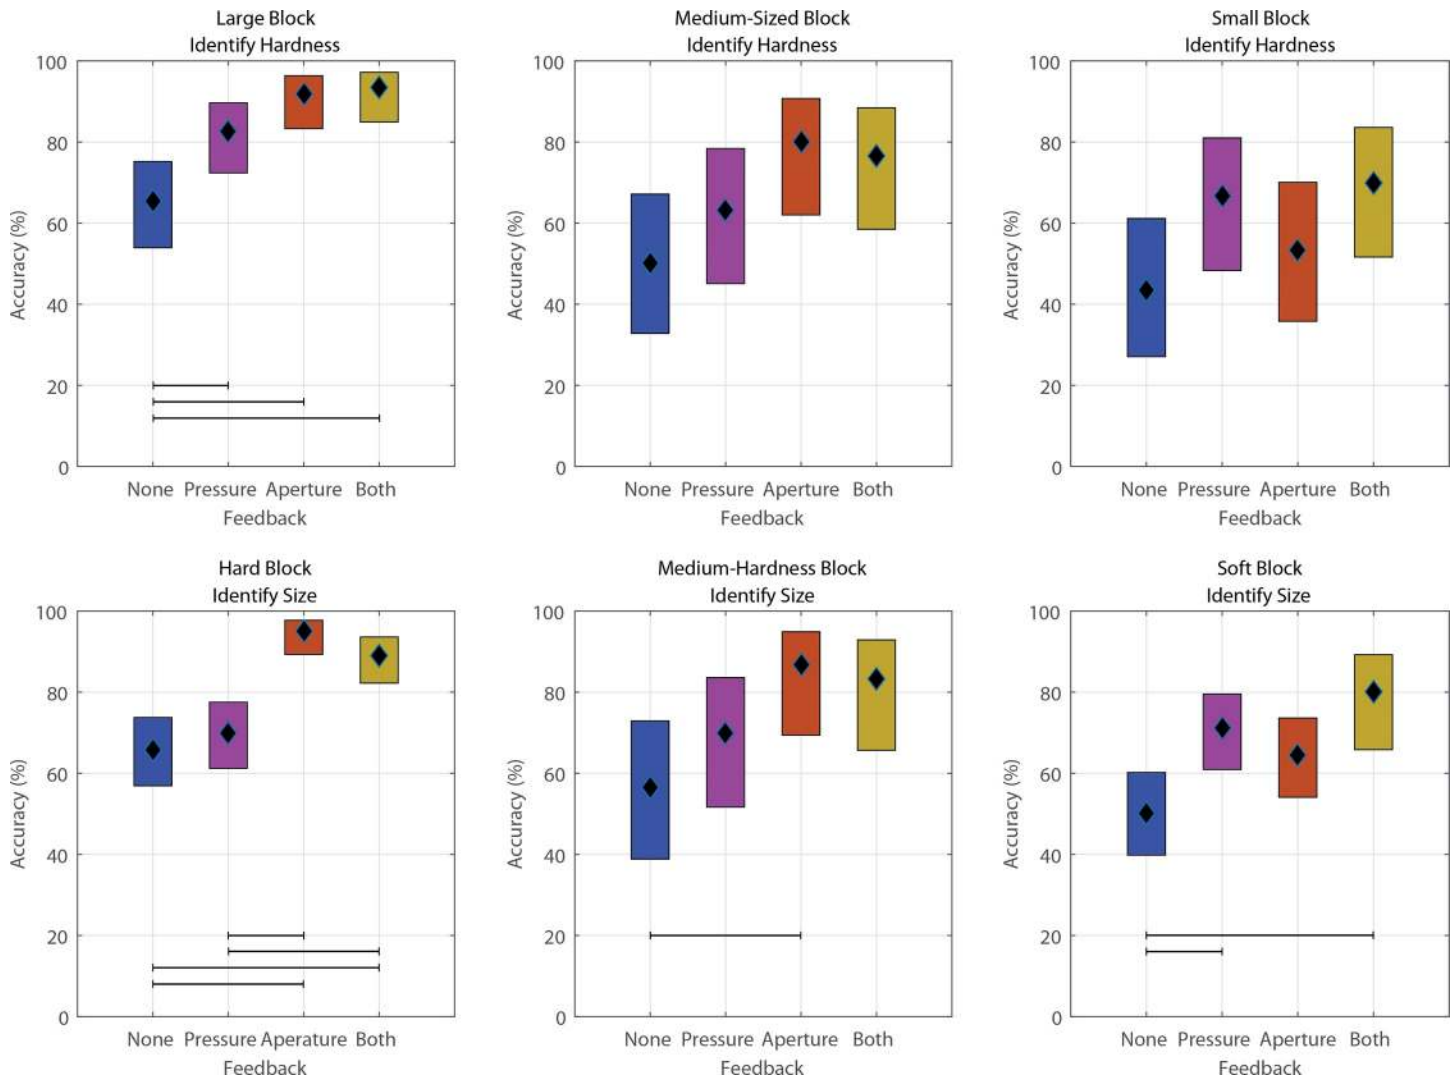 Large Block
Identify Hardness
100
80
60
40
20
0
Accuracy (%)
None Pressure Aperture Both
Feedback
Medium-Sized Block
Identify Hardness
100
80
60
40
20
0
Accuracy (%)
None Pressure Aperture Both
Feedback
Small Block
Identify Hardness
100
80
60
40
20
0
Accuracy (%)
None Pressure Aperture Both
Feedback
Hard Block
Identify Size
100
80
60
40
20
0
Accuracy (%)
None Pressure Aperature Both
Feedback
Medium-Hardness Block
Identify Size
100
80
60
40
20
0
Accuracy (%)
None Pressure Aperture Both
Feedback
Soft Block
Identify Size
100
80
60
40
20
0
Accuracy (%)
None Pressure Aperture Both
Feedback